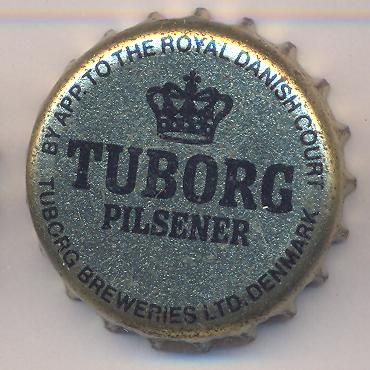 BY APP. TO THE ROYAL DANISH COURT
TUBORG
PILSENER
TUBORG BREWERIES LTD. DENMARK